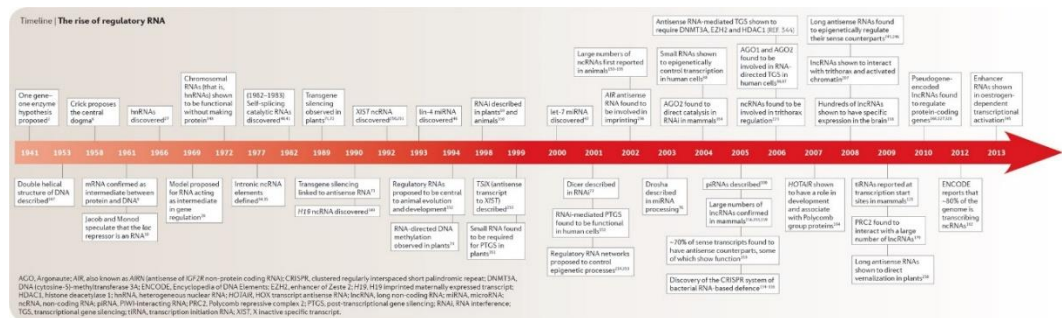 Timeline | The rise of regulatory RNA
Antisense RNA-mediated TGS shown to
require DNMT3A, EZH2 and HDAC1 (REF. 344)
Long antisense RNAs found
to epigenetically regulate
their sense counterparts
Large numbers of
ncRNAs first reported
in animals
Small RNAs shown
to epigenetically
control transcription
in human cells
AGO1 and AGO2
found to be
involved in RNA-
directed TGS in
human cells
lncRNAs shown to interact with
trithorax and activated chromatin
One gene–
one enzyme
hypothesis
proposed
Crick proposes
the central
dogma
hnRNAs
discovered
Chromosomal
RNAs (that is,
hnRNAs) shown
to be functional
without making
protein
(1982–1983)
Self-splicing
catalytic RNAs
discovered
Transgene
silencing
observed in
plants
XIST ncRNA
discovered
lin-4 miRNA
discovered
RNAi described
in plants and
animals
let-7 miRNA
discovered
AIR antisense
RNA found to
be involved in
imprinting
AGO2 found to
direct catalysis in
RNAi in mammals
ncRNAs found to be
involved in trithorax
regulation
Hundreds of lncRNAs
shown to have specific
expression in the brain
Pseudogene-
encoded
lncRNAs found
to regulate
protein-coding
genes
Enhancer
RNAs shown in
oestrogen-
dependent
transcriptional
activation
1941 1953 1958 1961 1966 1969 1972 1977 1982 1989 1990 1992 1993 1994 1998 1999 2000 2001 2002 2003 2004 2005 2006 2007 2008 2009 2010 2012 2013
Double helical
structure of DNA
described
mRNA confirmed as
intermediate between
protein and DNA
Jacob and Monod
speculate that the
repressor is an RNA
Model proposed
for RNA acting
as intermediate
in gene
regulation
Intronic ncRNA
elements
defined
Transgene silencing
linked to antisense RNA
H19 ncRNA discovered
Regulatory RNAs
proposed to be central
to animal evolution
and development
RNA-directed DNA
methylation
observed in plants
TSIX (antisense
transcript
to XIST) described
Small RNA found
to be required for
PTGS in plants
Dicer described
in RNAi
RNAi-mediated PTGS
found to be functional
in human cells
Regulatory RNA networks
proposed to control
epigenetic processes
Drosha
described in
miRNA
processing
piRNAs described
Large numbers of
lncRNAs confirmed
in mammals
~70% of sense transcripts found to
have antisense counterparts,
some of which show function
Discovery of the CRISPR system of
bacterial RNA-based defence
HOTAIR shown
to have a role in
development and
associate with
Polycomb
group proteins
tiRNAs reported at
transcription start
sites in mammals
PRC2 found to
interact with a
large number of lncRNAs
Long antisense RNAs
shown to direct
vernalization in plants
ENCODE
reports that
~80% of the
genome is
transcribing
ncRNAs
AGO, Argonaute; AIR, also known as AIRN (antisense of IGF2R non-protein coding RNA); CRISPR, clustered regularly interspaced short palindromic repeat; DNMT3A,
DNA (cytosine-5)-methyltransferase 3A; ENCODE, Encyclopedia of DNA Elements; EZH2, enhancer of Zeste 2; H19, H19 imprinted maternally expressed transcript;
HDAC1, histone deacetylase 1; hnRNA, heterogeneous nuclear RNA; HOTAIR, HOX transcript antisense RNA; lncRNA, long non-coding RNA; miRNA, microRNA;
ncRNA, non-coding RNA; piRNA, PIWI-interacting RNA; PRC2, Polycomb repressive complex 2; PTGS, post-transcriptional gene silencing; RNAi, RNA interference;
TGS, transcriptional gene silencing; tiRNA, transcription initiation RNA; XIST, X inactive specific transcript.